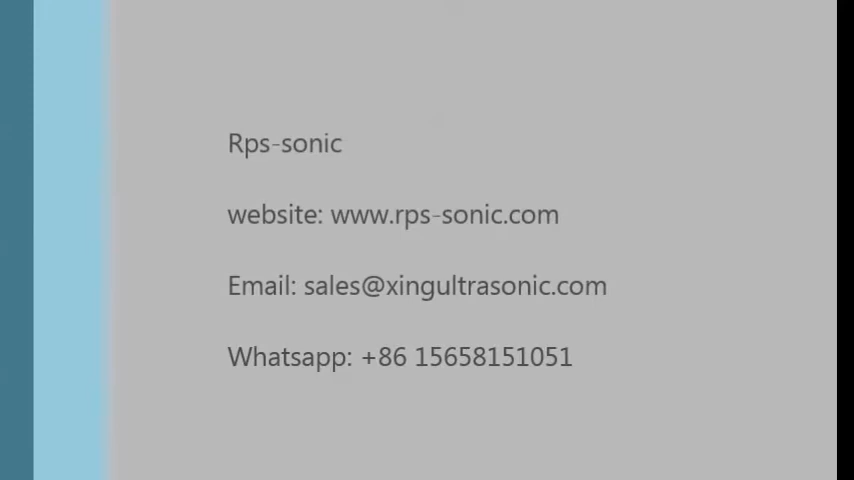 Rps-sonic
website: www.rps-sonic.com
Email: sales@xingultrasonic.com
Whatsapp: +86 15658151051